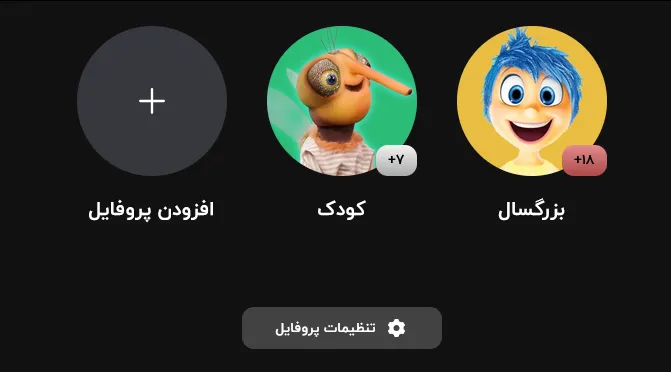 +۱۸
+۷
بزرگسال
کودک
افزودن پروفایل
تنظیمات پروفایل